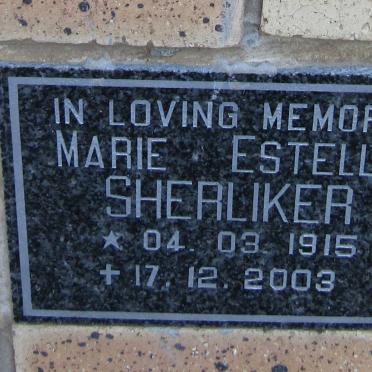 IN LOVING MEMOR
MARIE ESTELL
SHERLIKER
★ 04. 03. 1915
✝ 17. 12. 2003